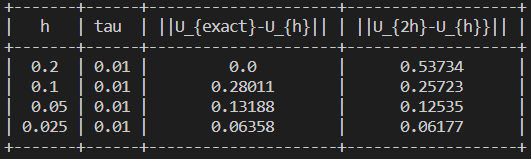 +-------+------+-------------------+------------------+
|   h   | tau  | ||U_{exact}-U_{h}|| | ||U_{2h}-U_{h}}|| |
+-------+------+-------------------+------------------+
|  0.2  | 0.01 |        0.0        |      0.53734     |
|  0.1  | 0.01 |      0.28011      |      0.25723     |
|  0.05 | 0.01 |      0.13188      |      0.12535     |
| 0.025 | 0.01 |      0.06358      |      0.06177     |
+-------+------+-------------------+------------------+